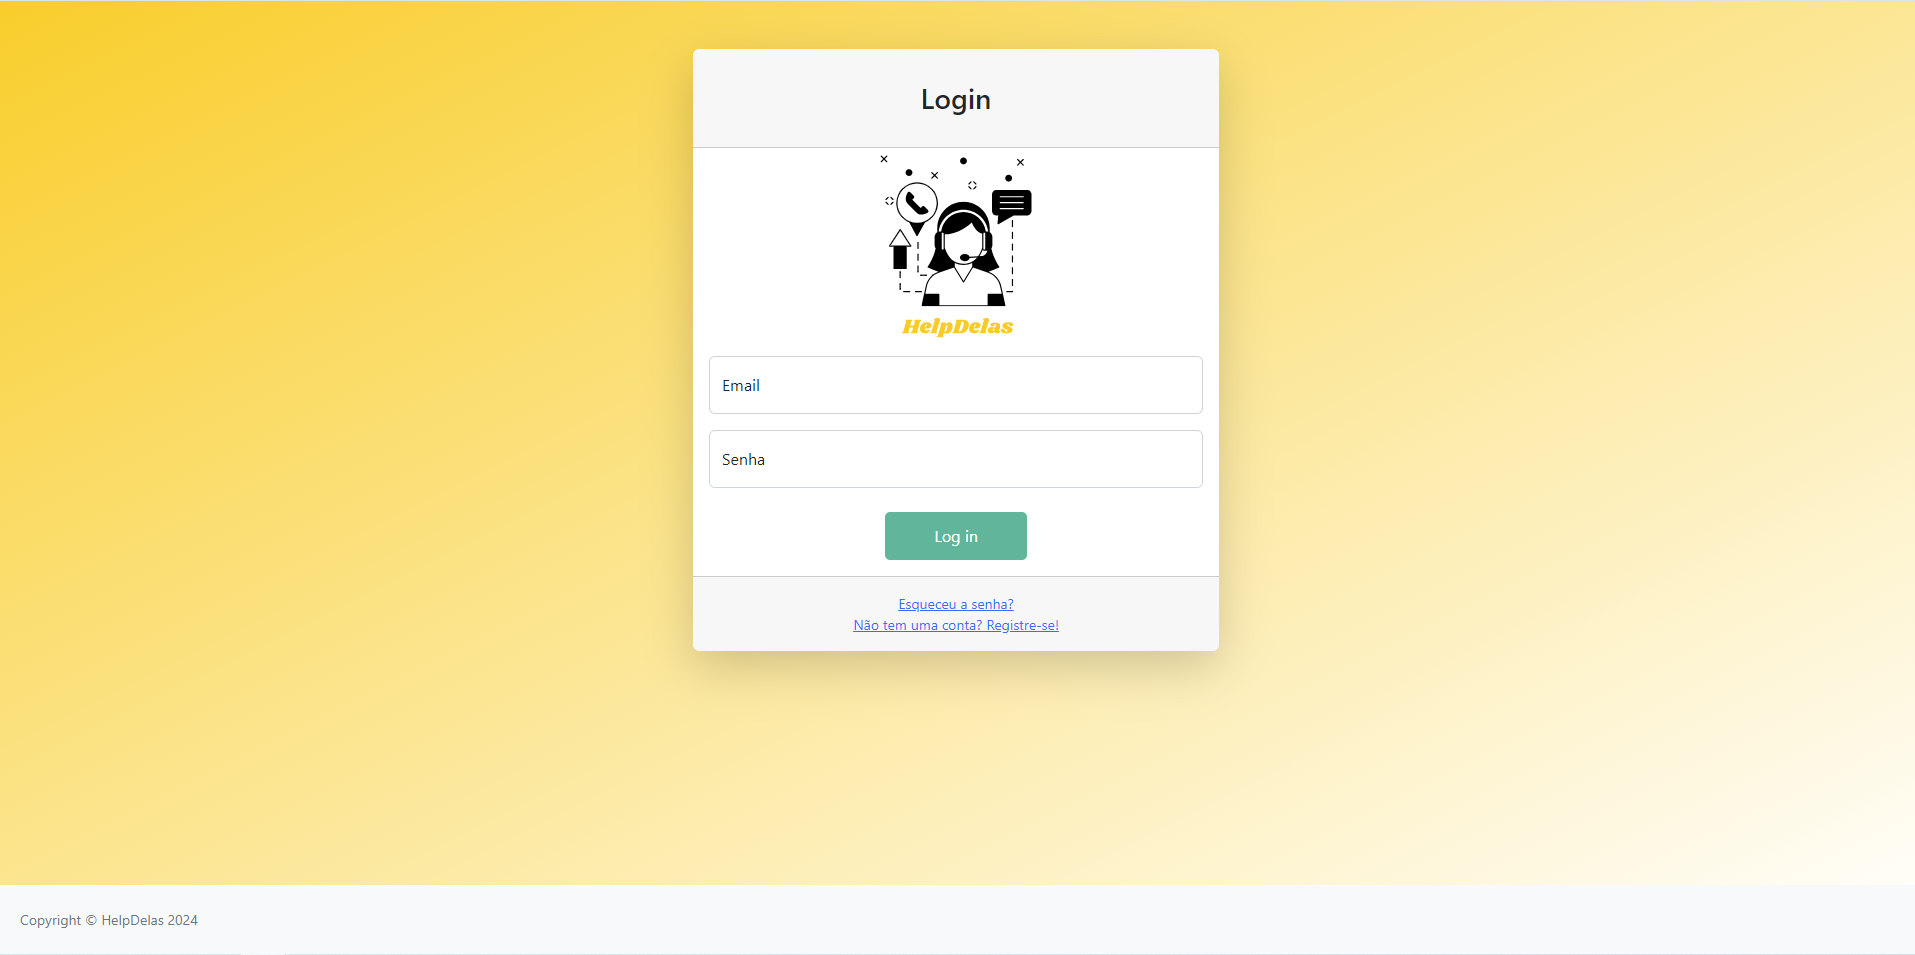 Login
HelpDelas
Email
Senha
Log in
Esqueceu a senha?
Não tem uma conta? Registre-se!
Copyright © HelpDelas 2024